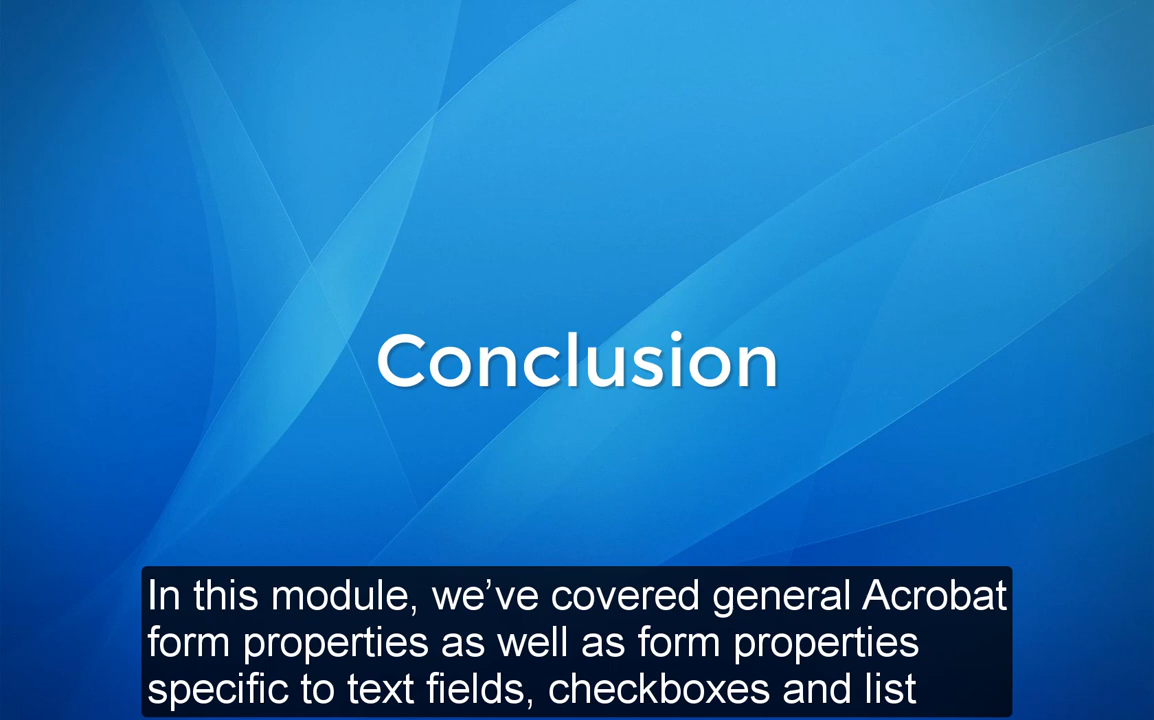 Conclusion
In this module, we’ve covered general Acrobat
form properties as well as form properties
specific to text fields, checkboxes and list